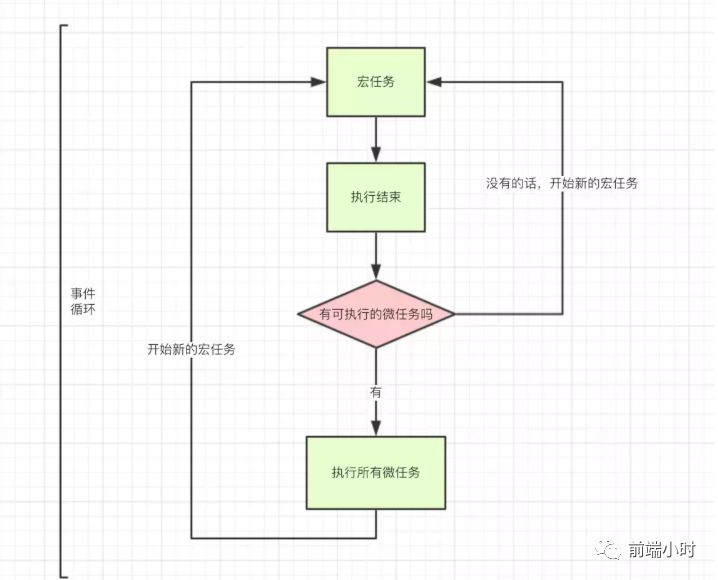 宏任务
执行结束
没有的话，开始新的宏任务
事件
循环
有可执行的微任务吗
开始新的宏任务
有
执行所有微任务
前端小时